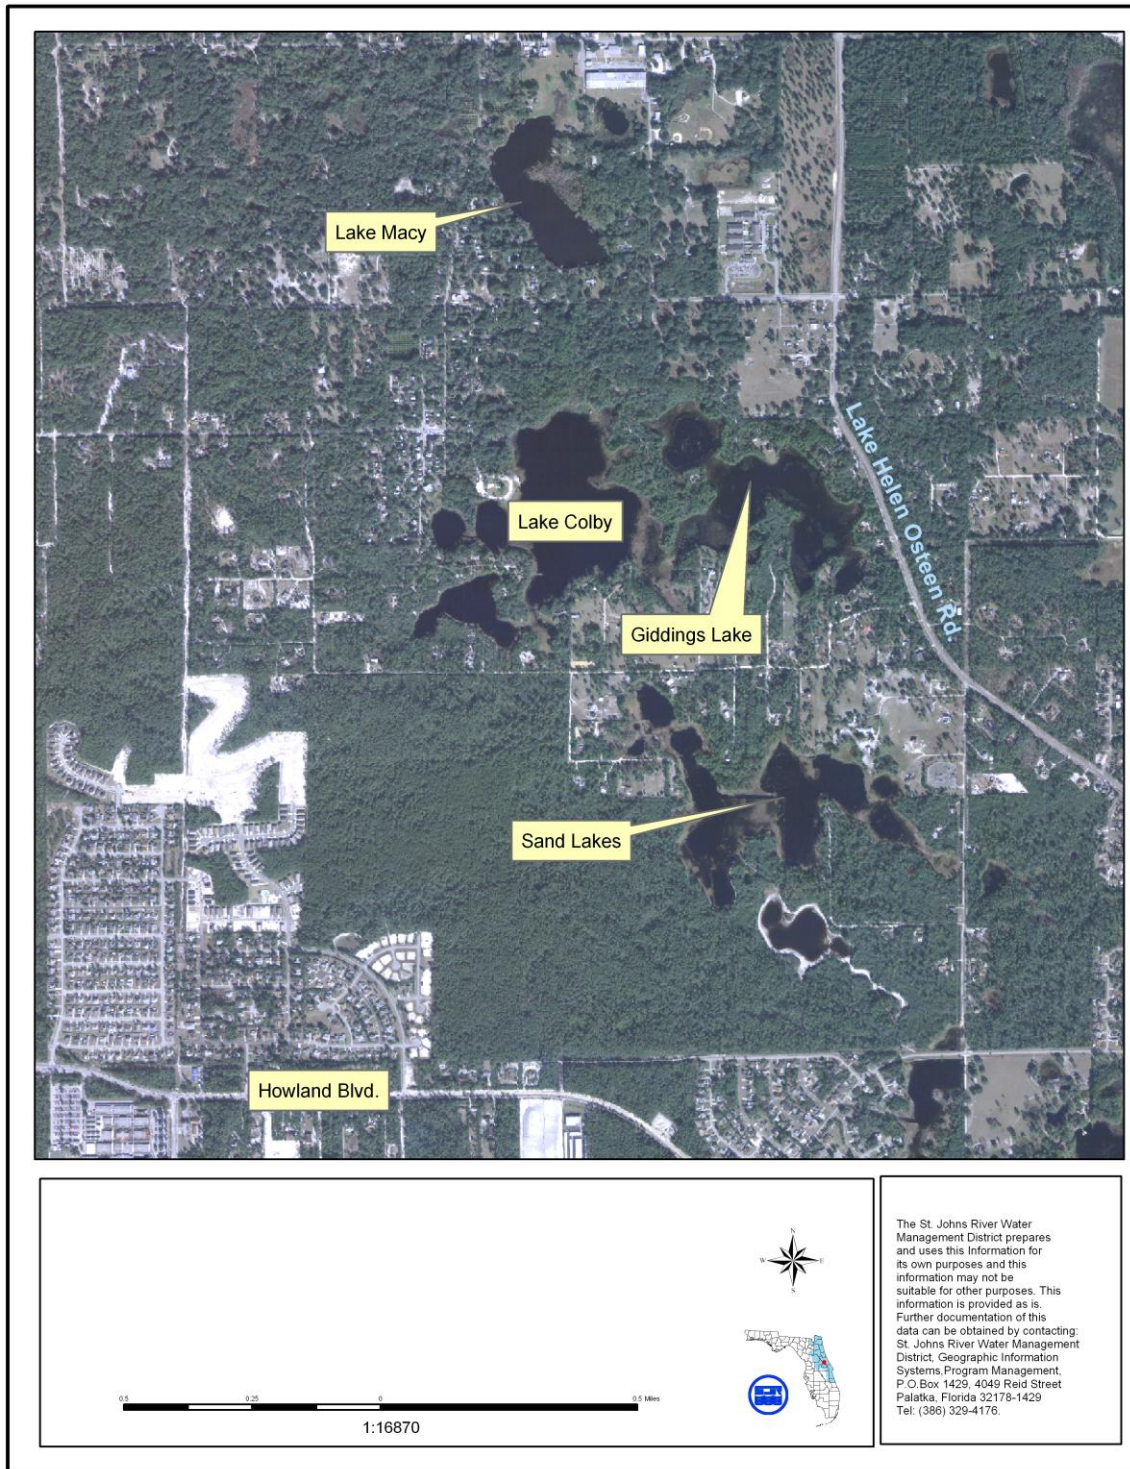 Lake Macy
Lake Helen Osteen Rd.
Lake Colby
Giddings Lake
Sand Lakes
Howland Blvd.
N
W
E
S
0.5
0.25
0
0.5 Miles
1:16870
The St. Johns River Water
Management District prepares
and uses this Information for
its own purposes and this
information may not be
suitable for other purposes. This
information is provided as is.
Further documentation of this
data can be obtained by contacting:
St. Johns River Water Management
District, Geographic Information
Systems,Program Management,
P.O.Box 1429, 4049 Reid Street
Palatka, Florida 32178-1429
Tel: (386) 329-4176.